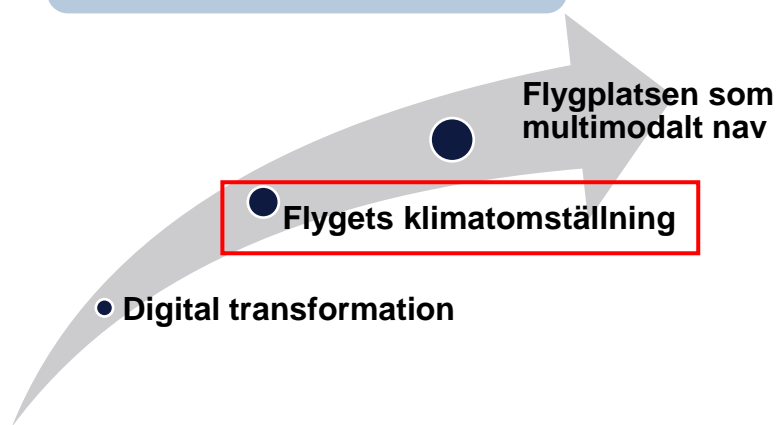 Flygplatsen som
multimodalt nav
Flygets klimatomställning
Digital transformation